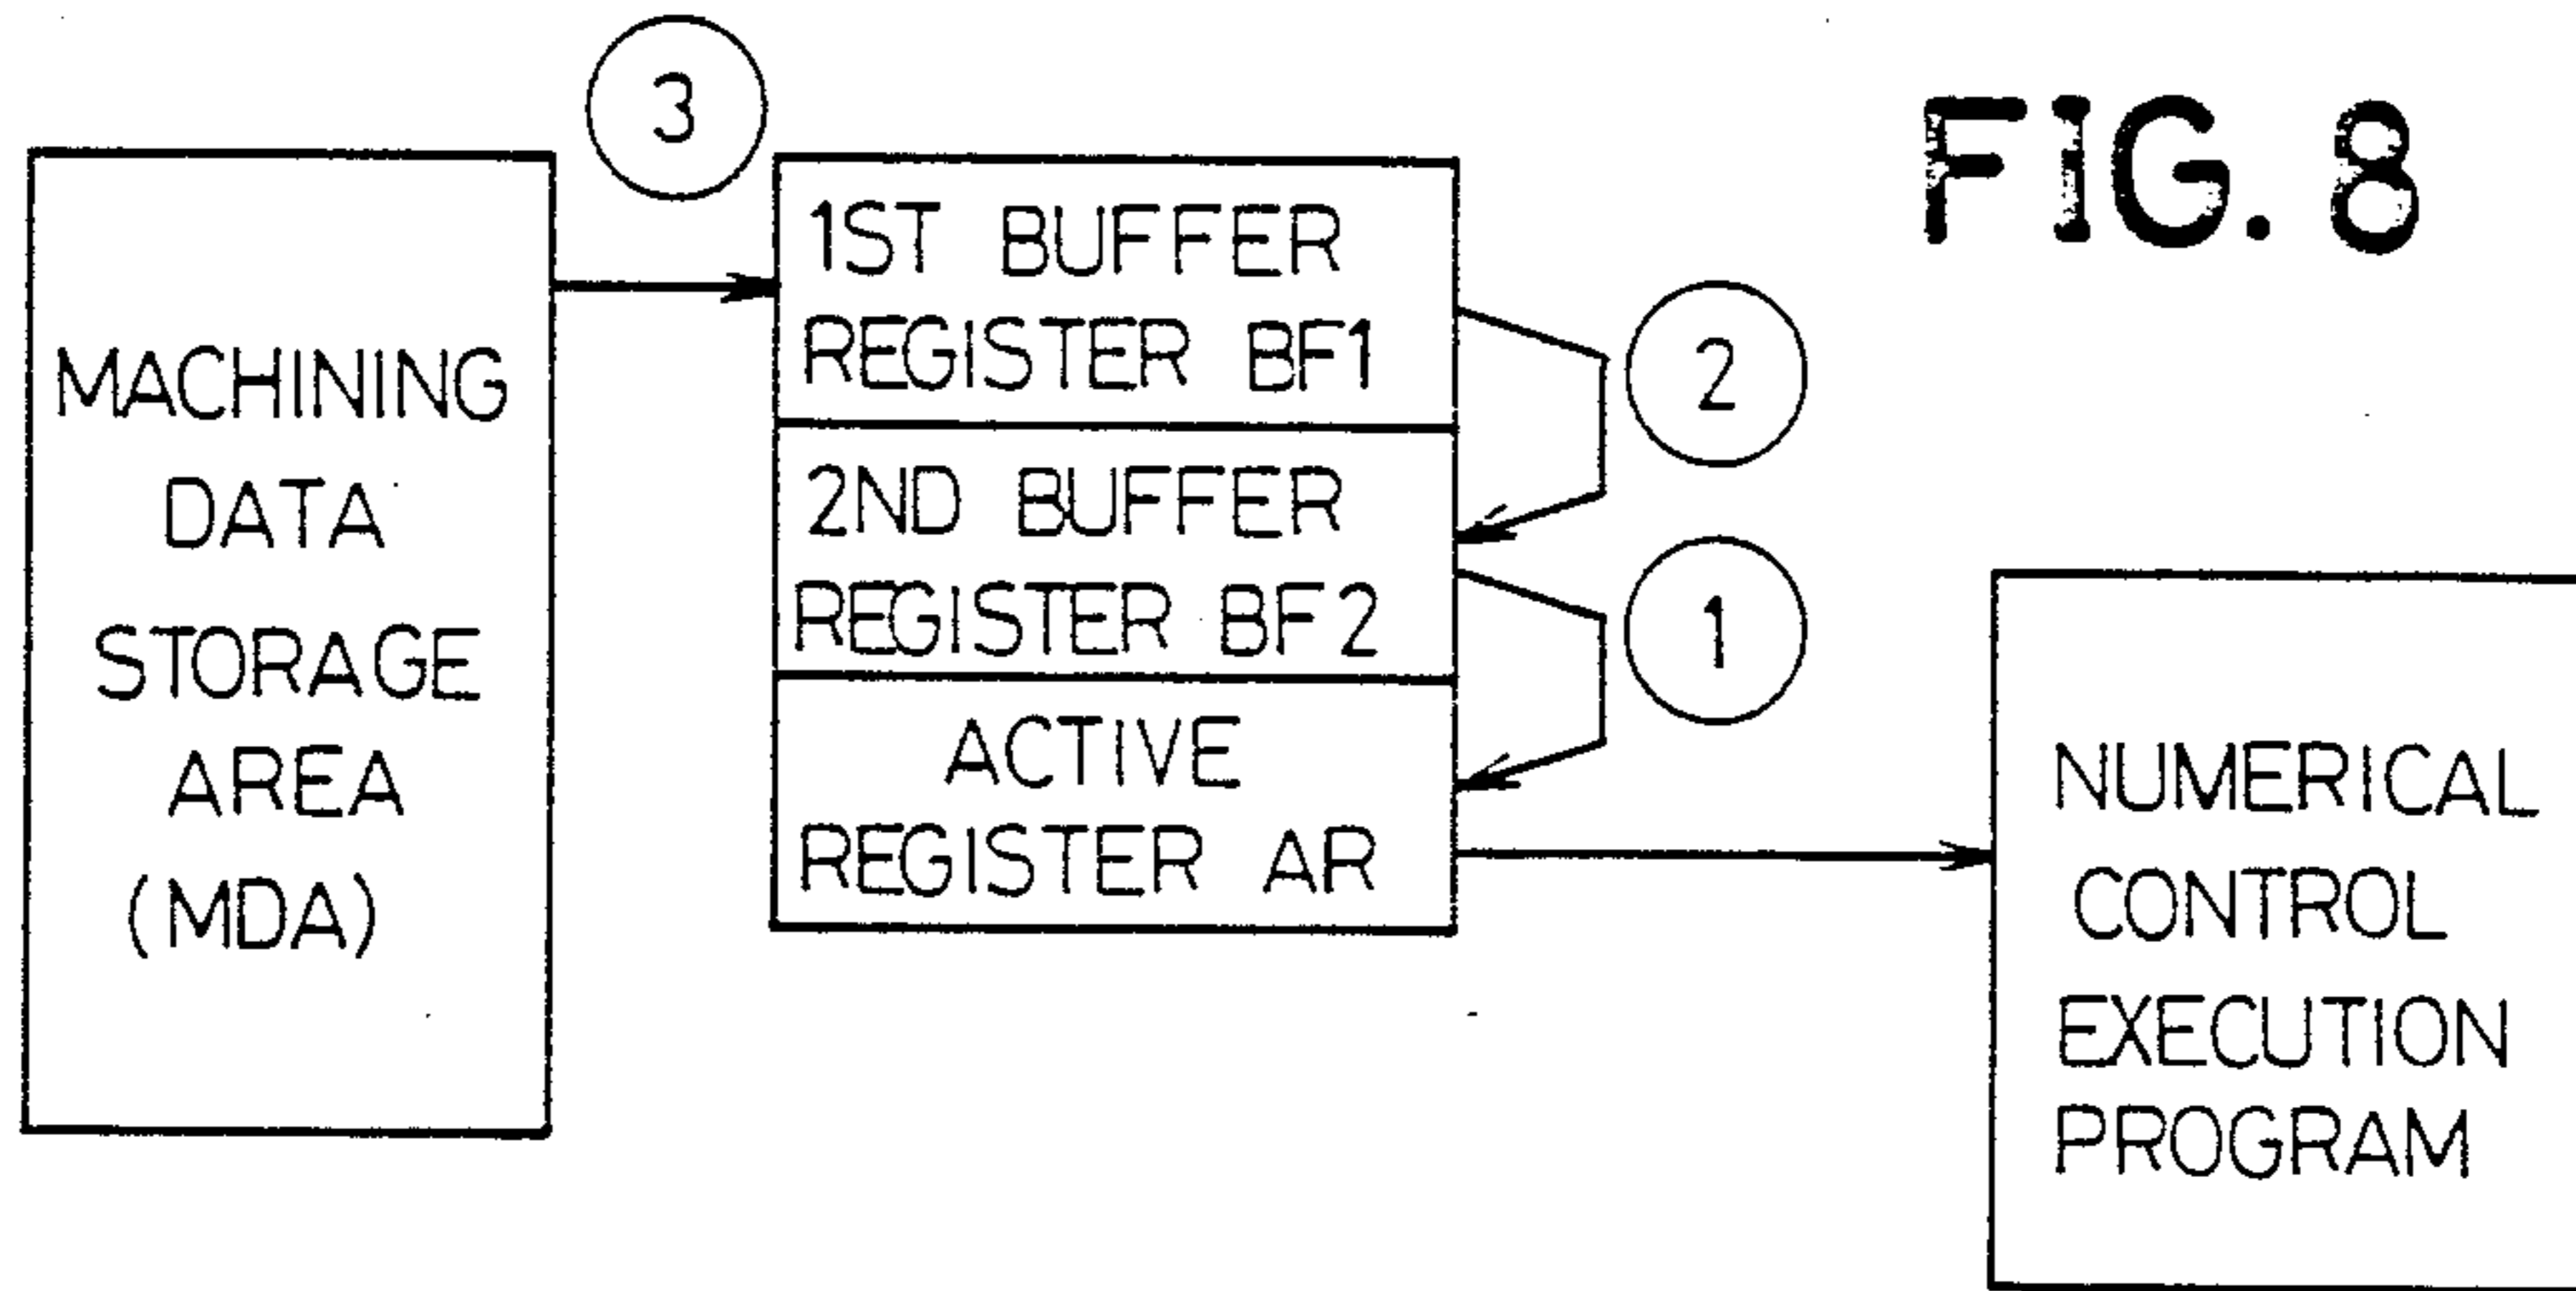 FIG. 8
3
MACHINING
DATA
STORAGE
AREA
(MDA)
1ST BUFFER
REGISTER BF1
2
2ND BUFFER
REGISTER BF2
1
ACTIVE
REGISTER AR
NUMERICAL
CONTROL
EXECUTION
PROGRAM